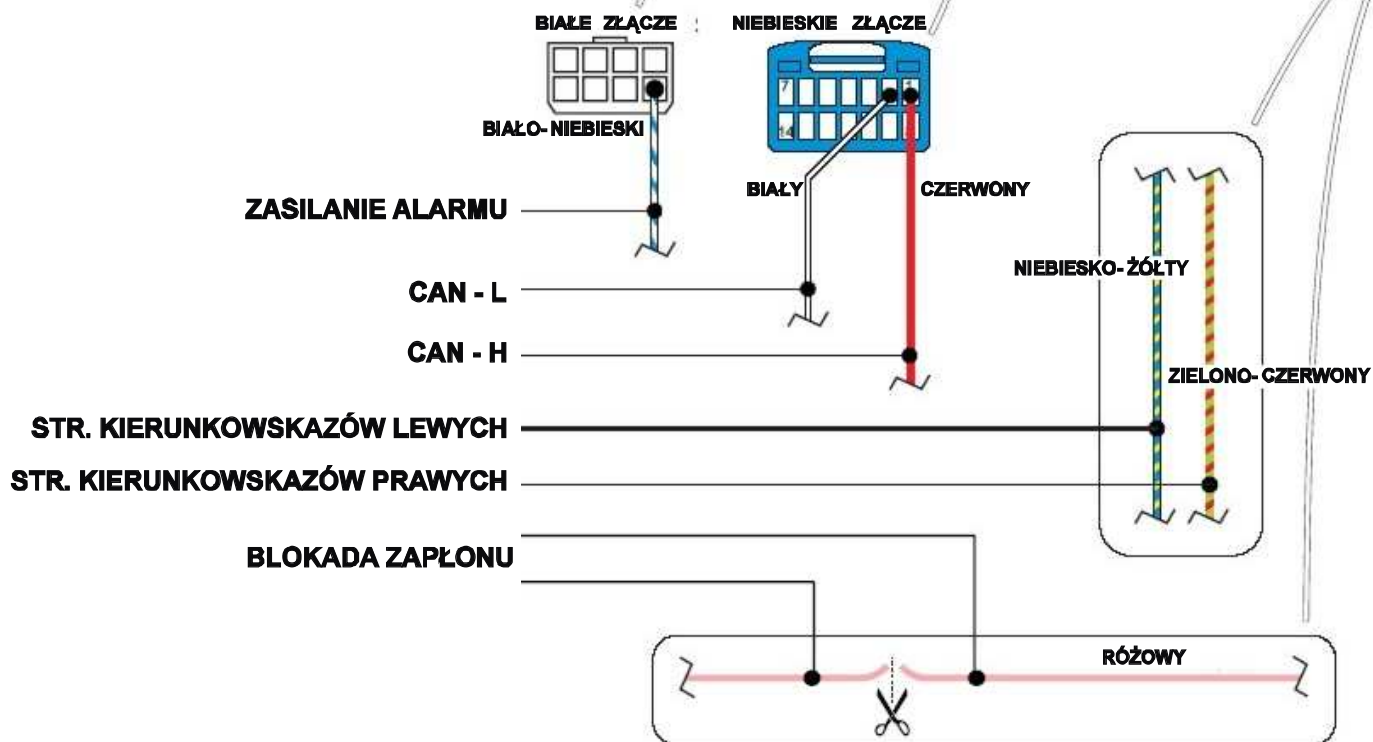 BIAŁE ZŁĄCZE
NIEBIESKIE ZŁĄCZE
7
1
14
BIAŁO-NIEBIESKI
BIAŁY
CZERWONY
ZASILANIE ALARMU
NIEBIESKO-ŻÓŁTY
CAN - L
CAN - H
ZIELONO-CZERWONY
STR. KIERUNKOWSKAZÓW LEWYCH
STR. KIERUNKOWSKAZÓW PRAWYCH
BLOKADA ZAPŁONU
RÓŻOWY